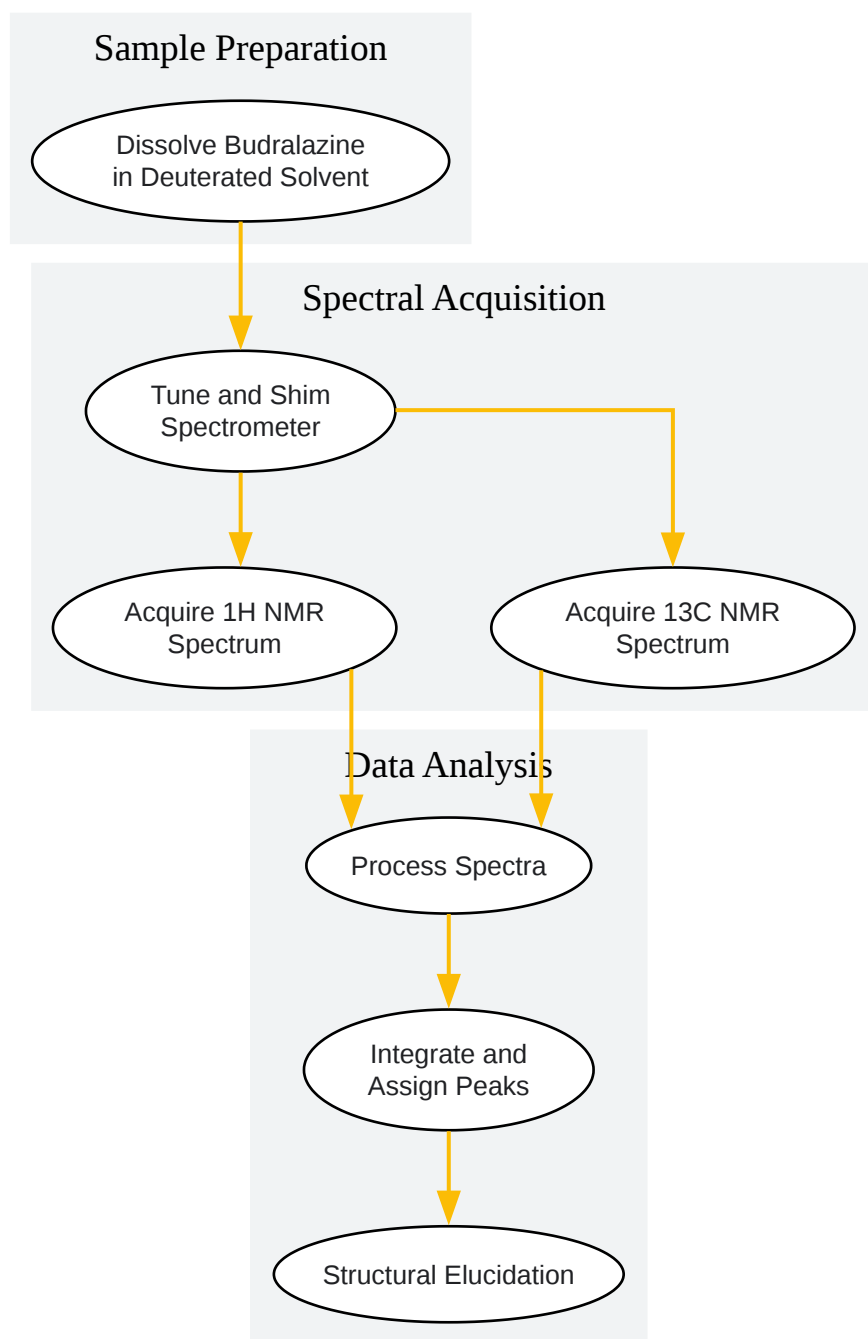 Sample Preparation
Dissolve Budralazine
in Deuterated Solvent
Spectral Acquisition
Tune and Shim
Spectrometer
Acquire 1H NMR
Spectrum
Acquire 13C NMR
Spectrum
Data Analysis
Process Spectra
Integrate and
Assign Peaks
Structural Elucidation